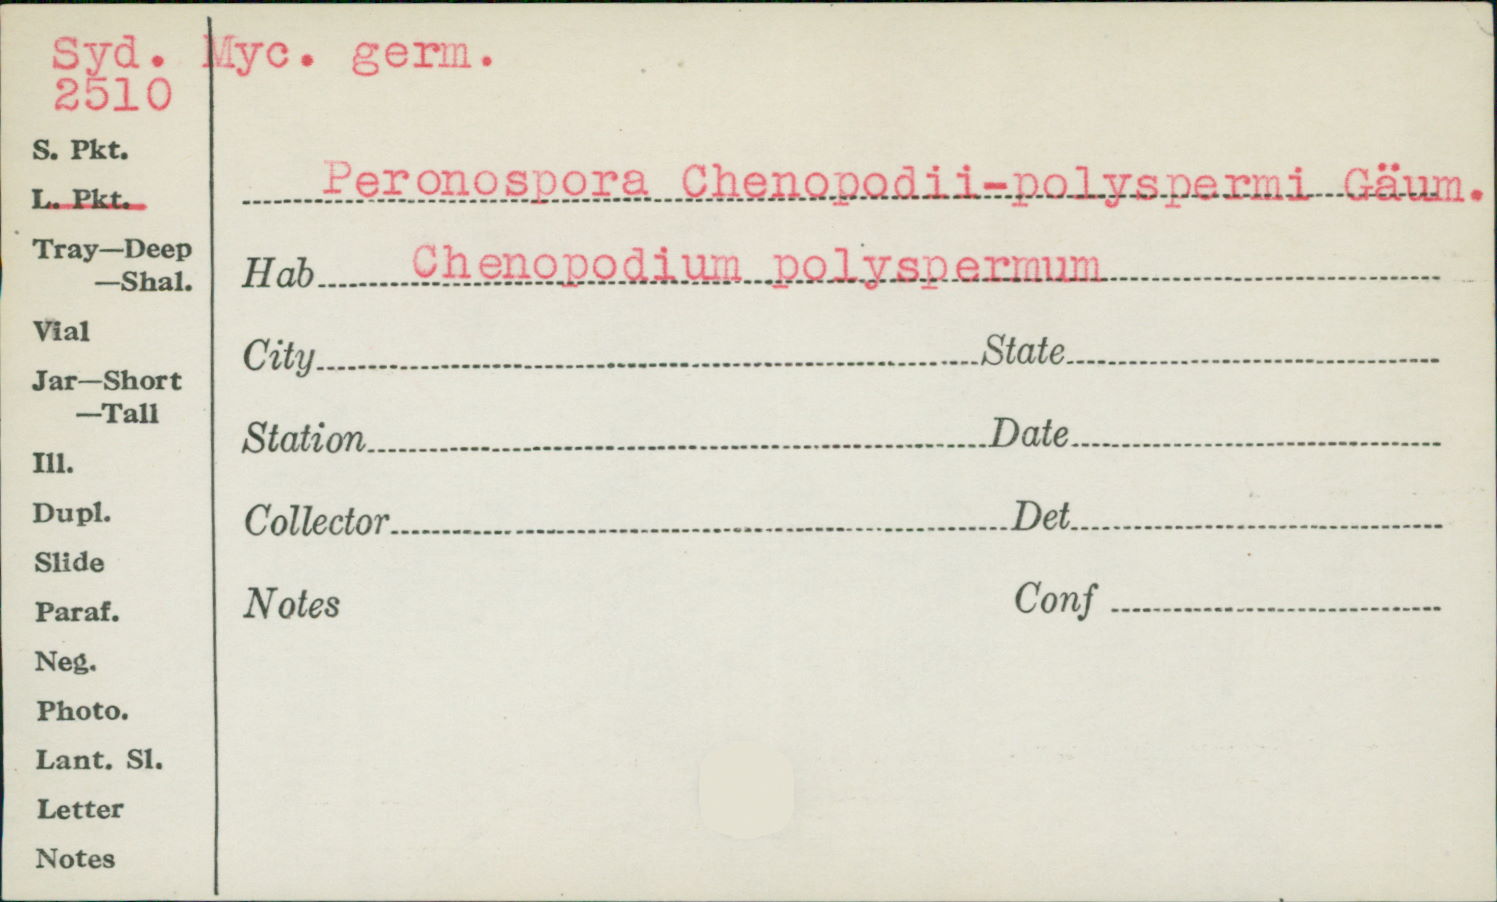 Syd. Myc. germ.
2510
S. Pkt.
L. Pkt.
Tray—Deep
—Shal.
Vial
Jar—Short
—Tall
Ill.
Dupl.
Slide
Paraf.
Neg.
Photo.
Lant. Sl.
Letter
Notes
Peronospora Chenopodii-polyspermi Gäum.
Hab Chenopodium polyspermum
City State
Station Date
Collector Det
Notes Conf